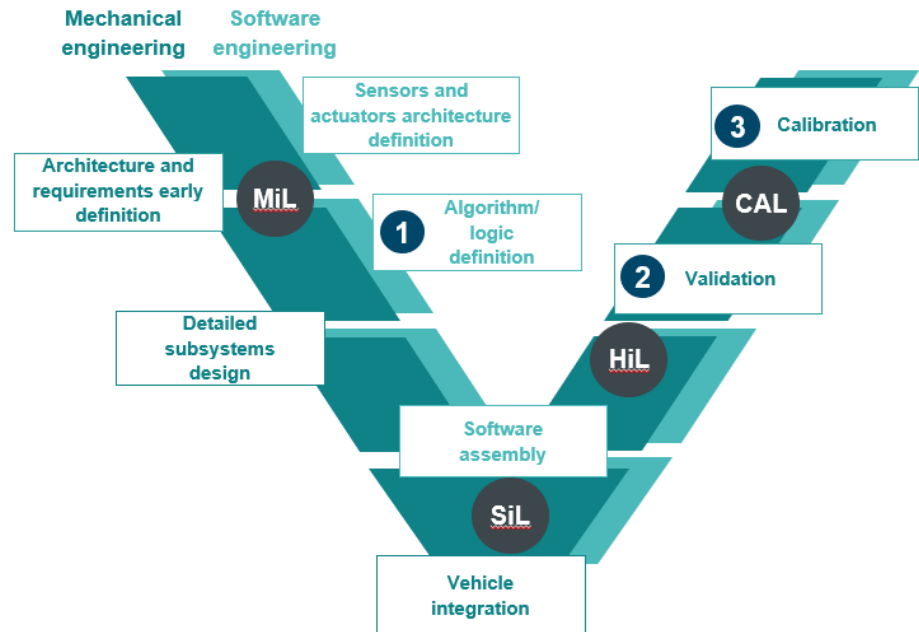 Mechanical
engineering
Software
engineering
Sensors and
actuators architecture
definition
3
Calibration
Architecture and
requirements early
definition
MiL
CAL
1
Algorithm/
logic
definition
2
Validation
Detailed
subsystems
design
HiL
Software
assembly
SiL
Vehicle
integration